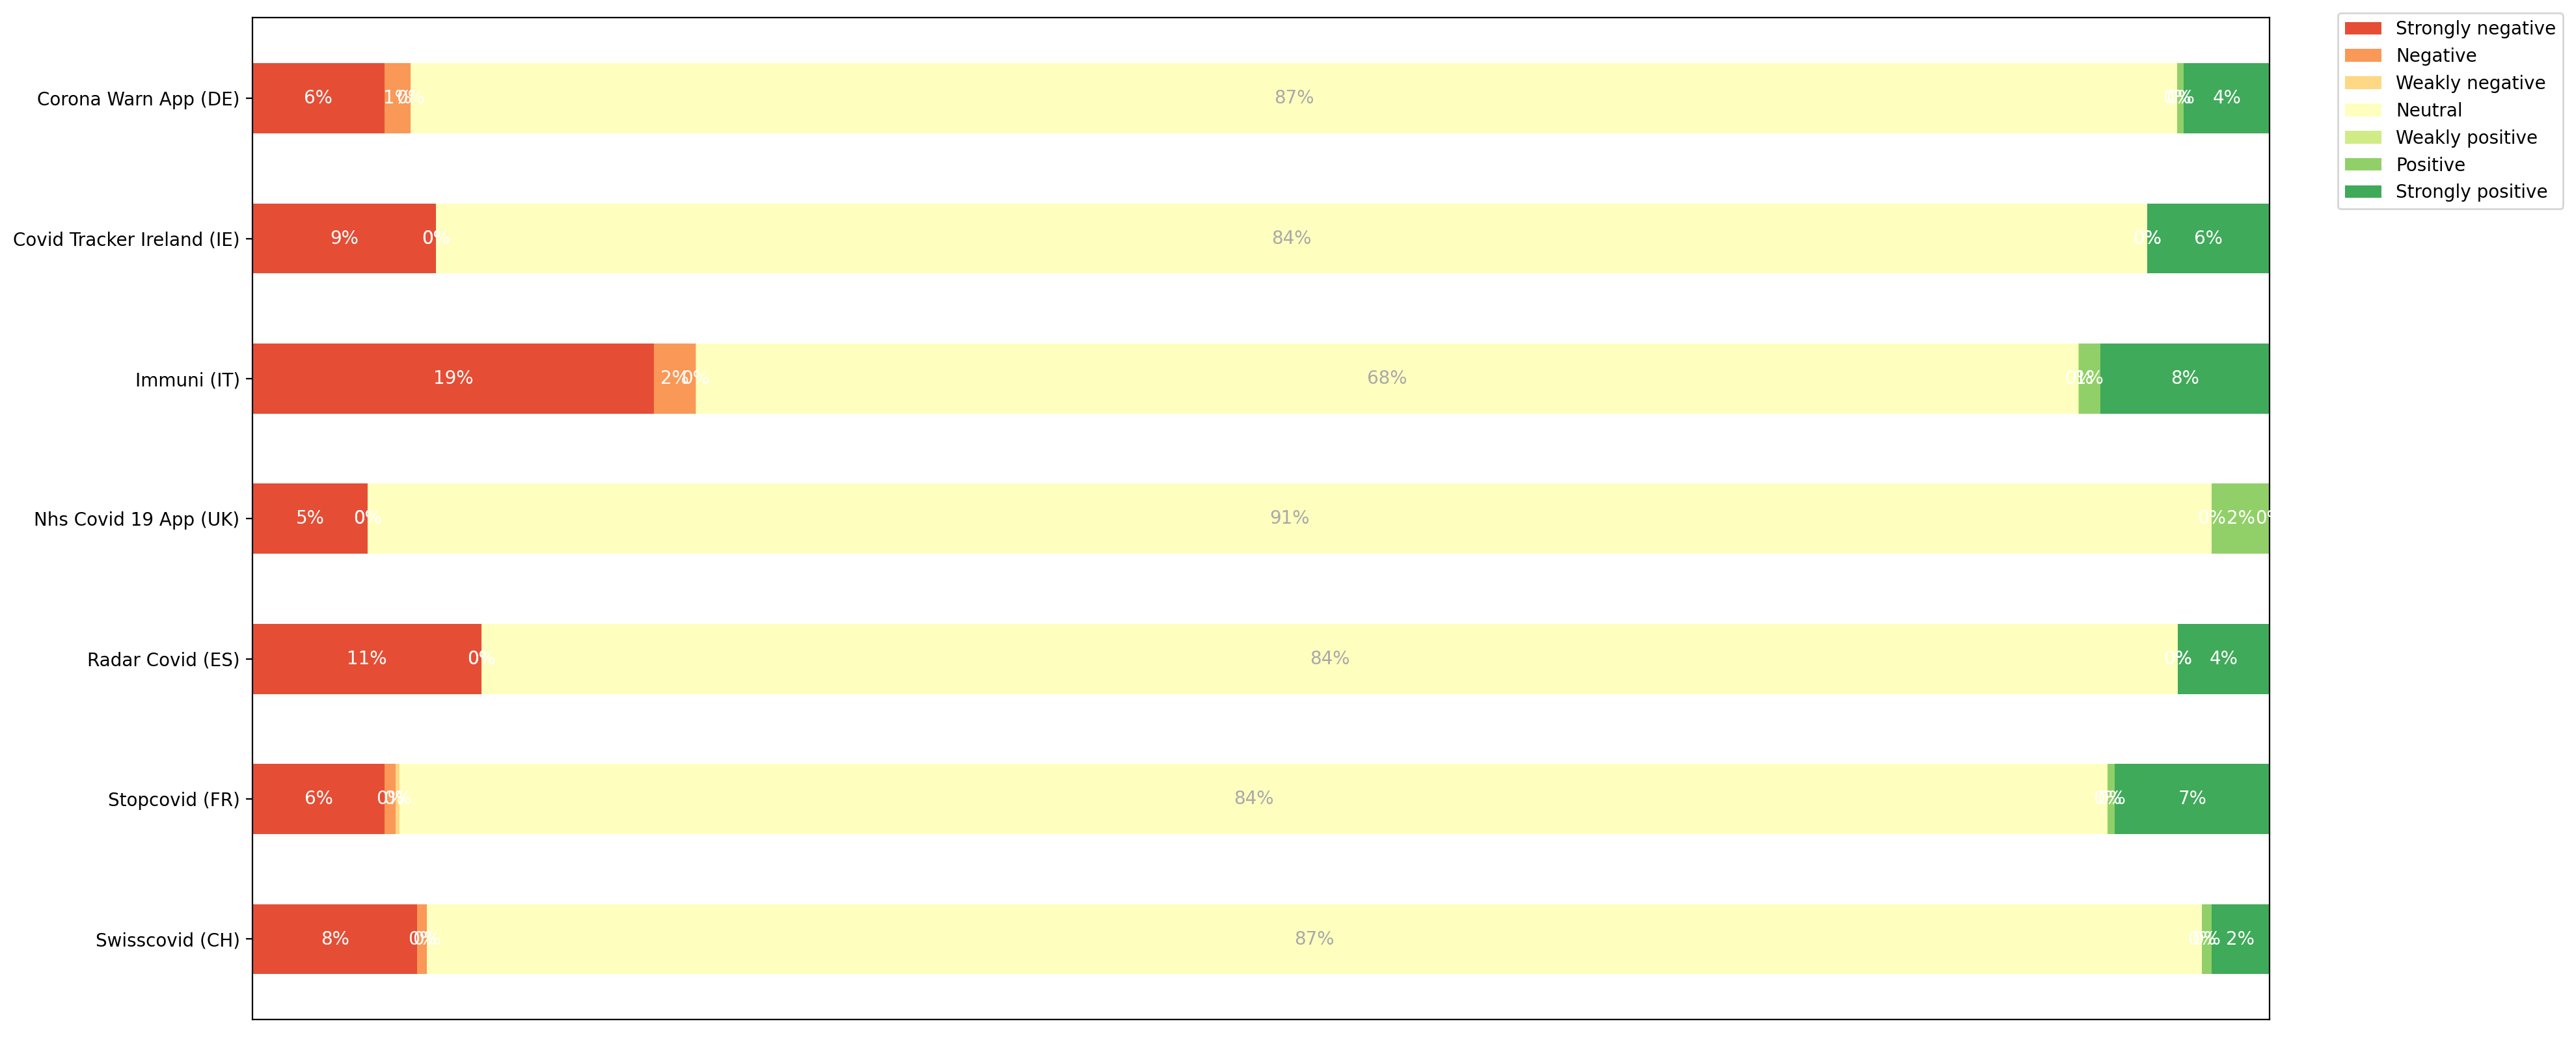 Strongly negative
Negative
Weakly negative
Neutral
Weakly positive
Positive
Strongly positive
Corona Warn App (DE) 6% 1% 0% 87% 0% 4%
Covid Tracker Ireland (IE) 9% 0% 84% 0% 6%
Immuni (IT) 19% 2% 0% 68% 1% 8%
Nhs Covid 19 App (UK) 5% 0% 91% 0% 2% 0%
Radar Covid (ES) 11% 0% 84% 0% 4%
Stopcovid (FR) 6% 0% 0% 84% 0% 7%
Swisscovid (CH) 8% 0% 0% 87% 0% 2%